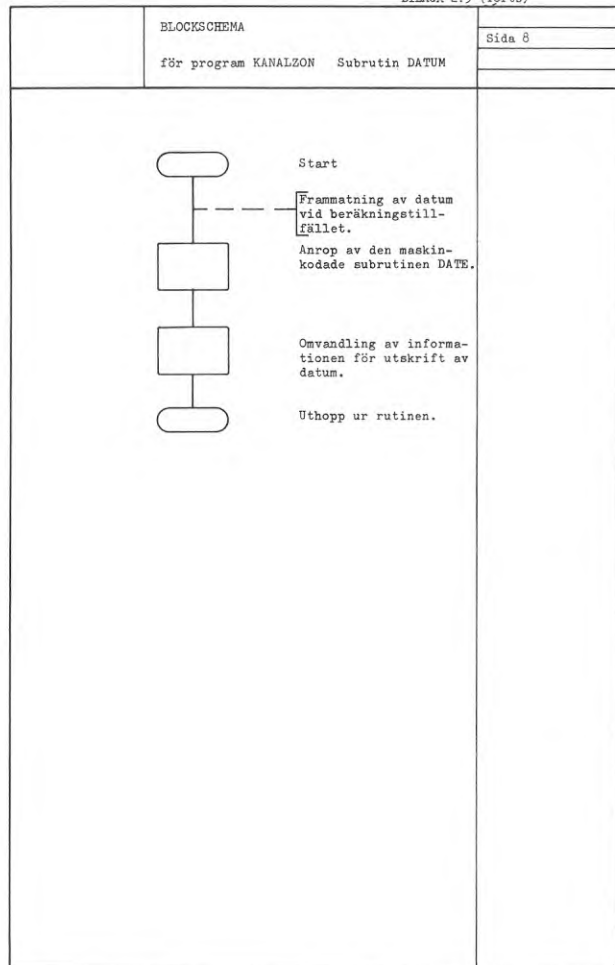 BLOCKSCHEMA
Sida 8
för program KANALZON Subrutin DATUM
Start
Frammatning av datum
vid beräkningstill-
fället.
Anrop av den maskin-
kodade subrutinen DATE.
Omvandling av informa-
tionen för utskrift av
datum.
Uthopp ur rutinen.